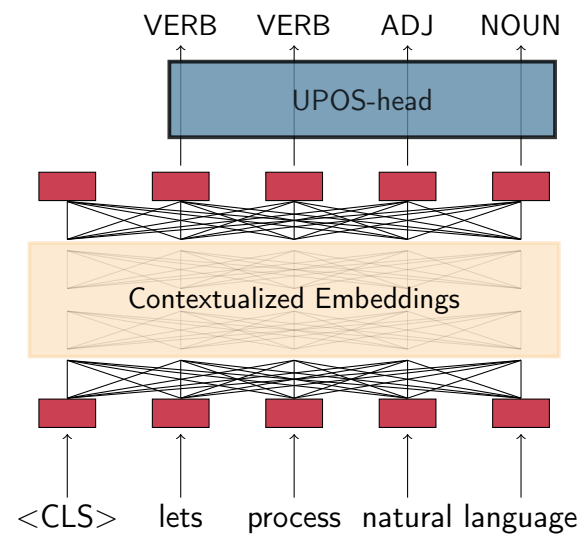 VERB VERB ADJ NOUN
UPOS-head
Contextualized Embeddings
<CLS> lets process natural language